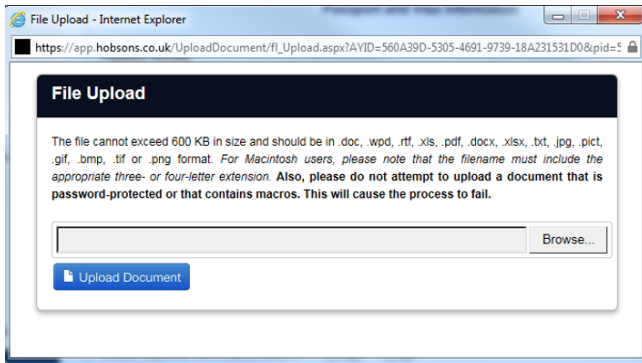 Passport and Visa Information
File Upload - Internet Explorer
https://app.hobsons.co.uk/UploadDocument/fl_Upload.aspx?AYID=560A39D-5305-4691-9739-18A231531D0&pid=5
File Upload
The file cannot exceed 600 KB in size and should be in .doc, .wpd, .rtf, .xls, .pdf, .docx, .xlsx, .txt, .jpg, .pict,
.gif, .bmp, .tif or .png format. For Macintosh users, please note that the filename must include the
appropriate three- or four-letter extension. Also, please do not attempt to upload a document that is
password-protected or that contains macros. This will cause the process to fail.
Browse...
Upload Document